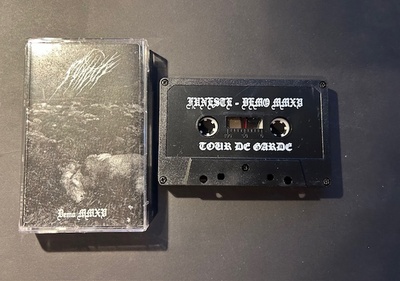 Demo MMXV
FUNESTE - DEMO MMXV
TOUR DE GARDE